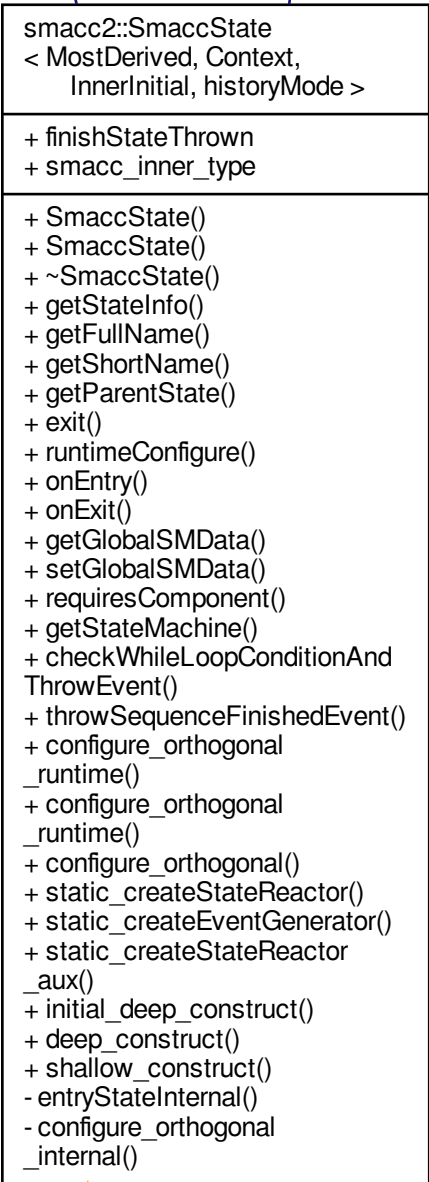 smacc2::SmaccState
< MostDerived, Context,
InnerInitial, historyMode >
+ finishStateThrown
+ smacc_inner_type
+ SmaccState()
+ SmaccState()
+ ~SmaccState()
+ getStateInfo()
+ getFullName()
+ getShortName()
+ getParentState()
+ exit()
+ runtimeConfigure()
+ onEntry()
+ onExit()
+ getGlobalSMData()
+ setGlobalSMData()
+ requiresComponent()
+ getStateMachine()
+ checkWhileLoopConditionAnd
ThrowEvent()
+ throwSequenceFinishedEvent()
+ configure_orthogonal
_runtime()
+ configure_orthogonal
_runtime()
+ configure_orthogonal()
+ static_createStateReactor()
+ static_createEventGenerator()
+ static_createStateReactor
_aux()
+ initial_deep_construct()
+ deep_construct()
+ shallow_construct()
- entryStateInternal()
- configure_orthogonal
_internal()